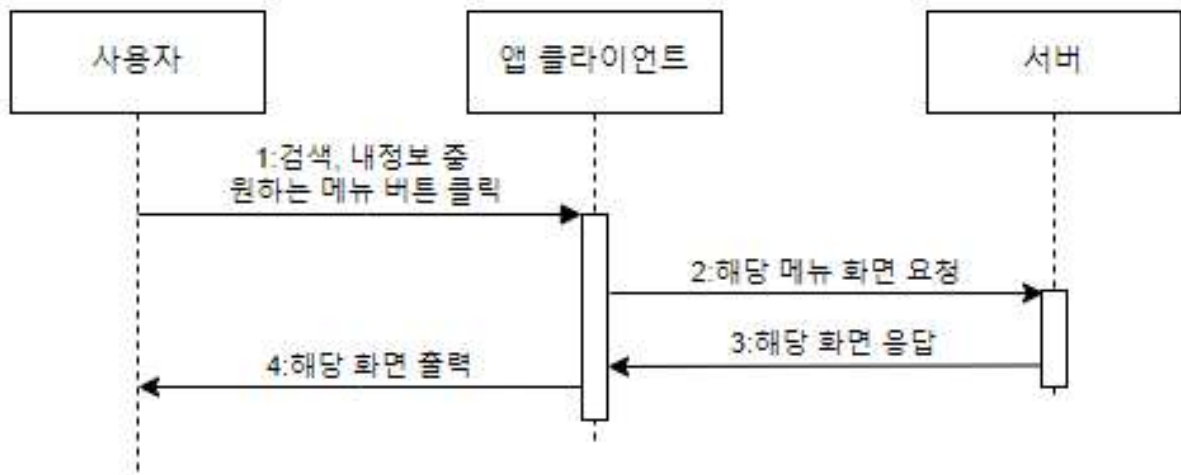 사용자
앱 클라이언트
서버
1:검색, 내정보 중
원하는 메뉴 버튼 클릭
2:해당 메뉴 화면 요청
3:해당 화면 응답
4:해당 화면 출력